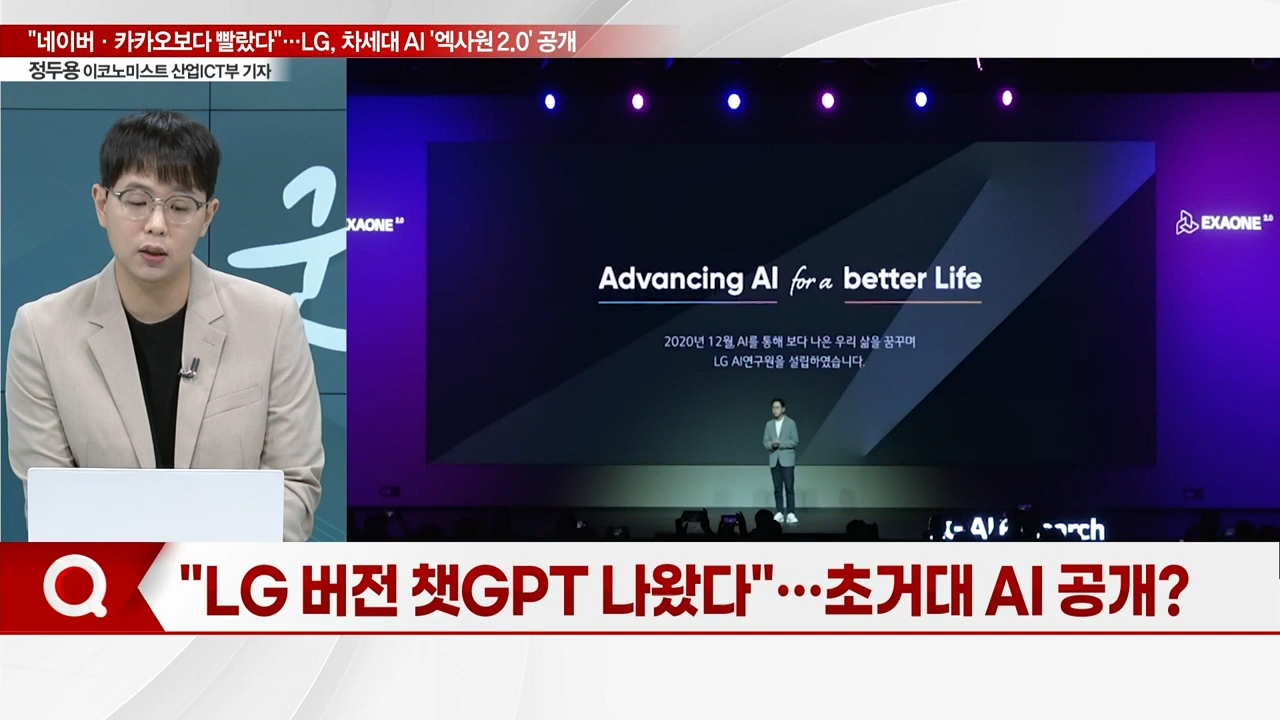 "네이버·카카오보다 빨랐다"…LG, 차세대 AI '엑사원 2.0' 공개
정두용 이코노미스트 산업ICT부 기자
XAONE 2.0
EXAONE 2.0
Advancing AI for a better Life
2020년 12월, AI를 통해 보다 나은 우리 삶을 꿈꾸며
LG AI연구원을 설립하였습니다.
Q "LG 버전 챗GPT 나왔다"…초거대 AI 공개?